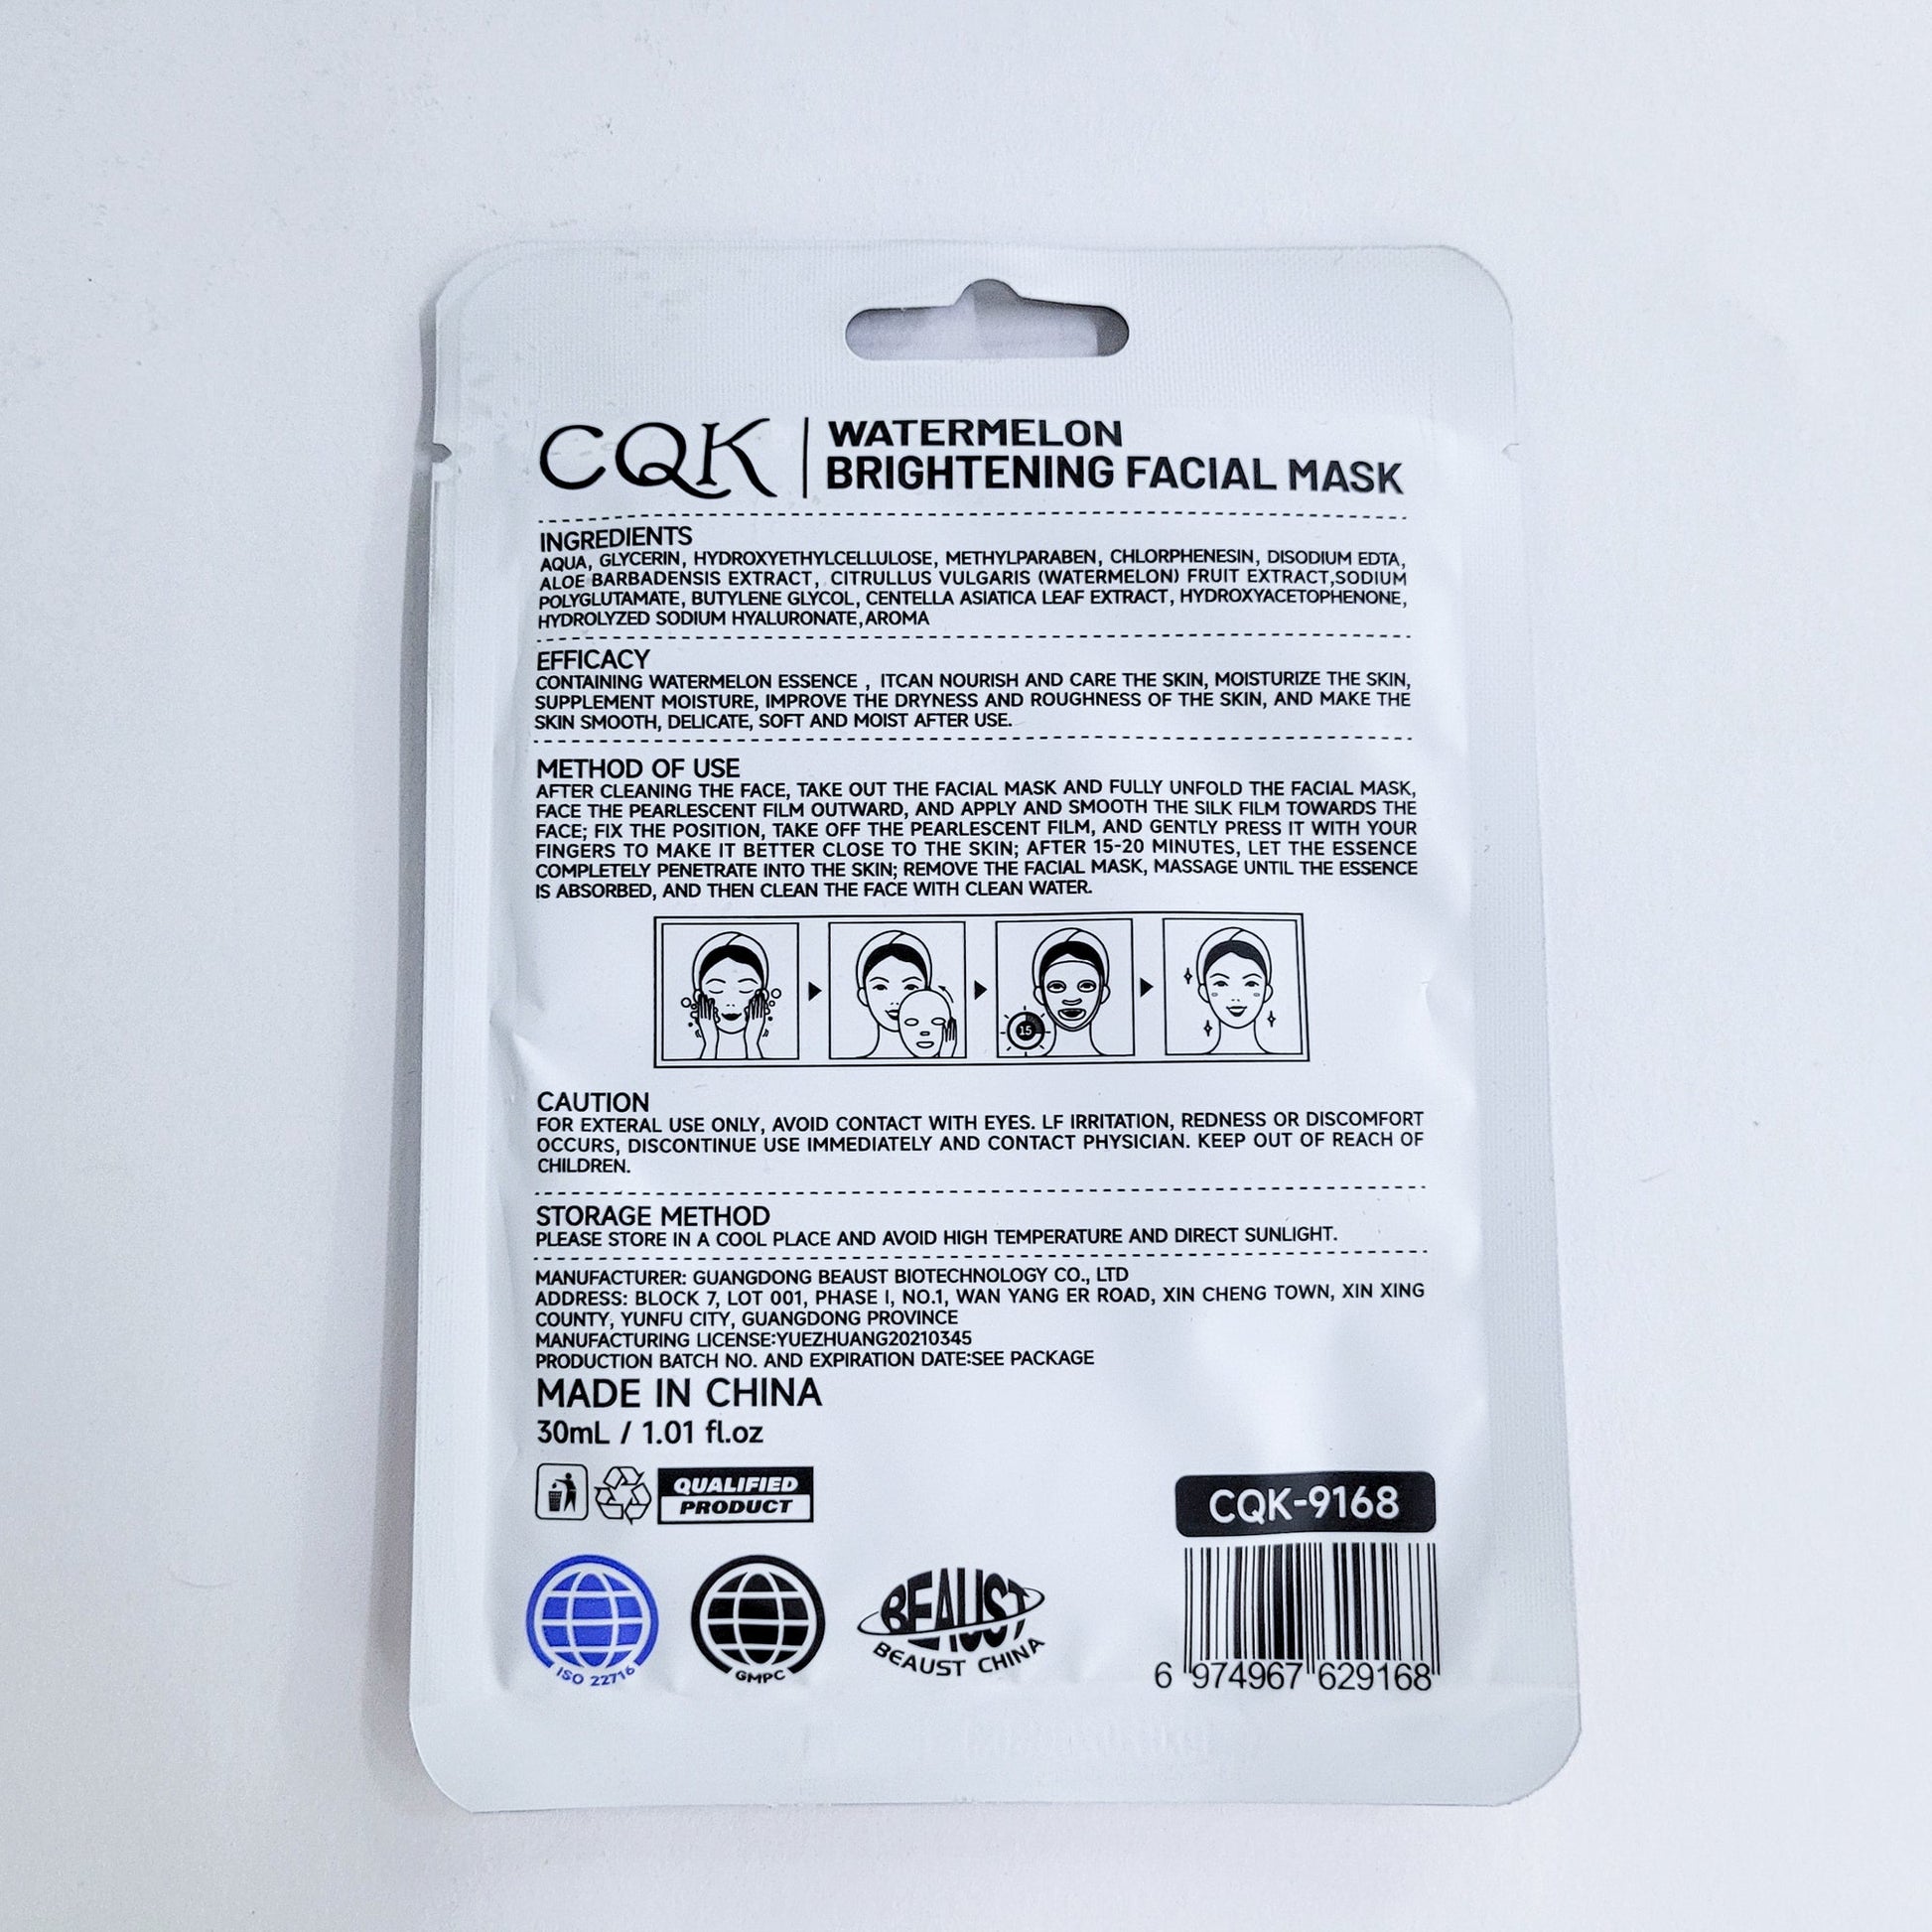 CQK
WATERMELON
BRIGHTENING FACIAL MASK
INGREDIENTS
AQUA, GLYCERIN, HYDROXYETHYLCELLULOSE, METHYLPARABEN, CHLORPHENESIN, DISODIUM EDTA,
ALOE BARBADENSIS EXTRACT, CITRULLUS VULGARIS (WATERMELON) FRUIT EXTRACT,SODIUM
POLYGLUTAMATE, BUTYLENE GLYCOL, CENTELLA ASIATICA LEAF EXTRACT, HYDROXYACETOPHENONE,
HYDROLYZED SODIUM HYALURONATE,AROMA
EFFICACY
CONTAINING WATERMELON ESSENCE , ITCAN NOURISH AND CARE THE SKIN, MOISTURIZE THE SKIN,
SUPPLEMENT MOISTURE, IMPROVE THE DRYNESS AND ROUGHNESS OF THE SKIN, AND MAKE THE
SKIN SMOOTH, DELICATE, SOFT AND MOIST AFTER USE.
METHOD OF USE
AFTER CLEANING THE FACE, TAKE OUT THE FACIAL MASK AND FULLY UNFOLD THE FACIAL MASK,
FACE THE PEARLESCENT FILM OUTWARD, AND APPLY AND SMOOTH THE SILK FILM TOWARDS THE
FACE; FIX THE POSITION, TAKE OFF THE PEARLESCENT FILM, AND GENTLY PRESS IT WITH YOUR
FINGERS TO MAKE IT BETTER CLOSE TO THE SKIN; AFTER 15-20 MINUTES, LET THE ESSENCE
COMPLETELY PENETRATE INTO THE SKIN; REMOVE THE FACIAL MASK, MASSAGE UNTIL THE ESSENCE
IS ABSORBED, AND THEN CLEAN THE FACE WITH CLEAN WATER.
15
CAUTION
FOR EXTERAL USE ONLY, AVOID CONTACT WITH EYES. LF IRRITATION, REDNESS OR DISCOMFORT
OCCURS, DISCONTINUE USE IMMEDIATELY AND CONTACT PHYSICIAN. KEEP OUT OF REACH OF
CHILDREN.
STORAGE METHOD
PLEASE STORE IN A COOL PLACE AND AVOID HIGH TEMPERATURE AND DIRECT SUNLIGHT.
MANUFACTURER: GUANGDONG BEAUST BIOTECHNOLOGY CO., LTD
ADDRESS: BLOCK 7, LOT 001, PHASE I, NO.1, WAN YANG ER ROAD, XIN CHENG TOWN, XIN XING
COUNTY, YUNFU CITY, GUANGDONG PROVINCE
MANUFACTURING LICENSE:YUEZHUANG20210345
PRODUCTION BATCH NO. AND EXPIRATION DATE:SEE PACKAGE
MADE IN CHINA
30mL / 1.01 fl.oz
QUALIFIED
PRODUCT
CQK-9168
ISO 22716
GMPC
BEAUST
BEAUST CHINA
6 974967 629168